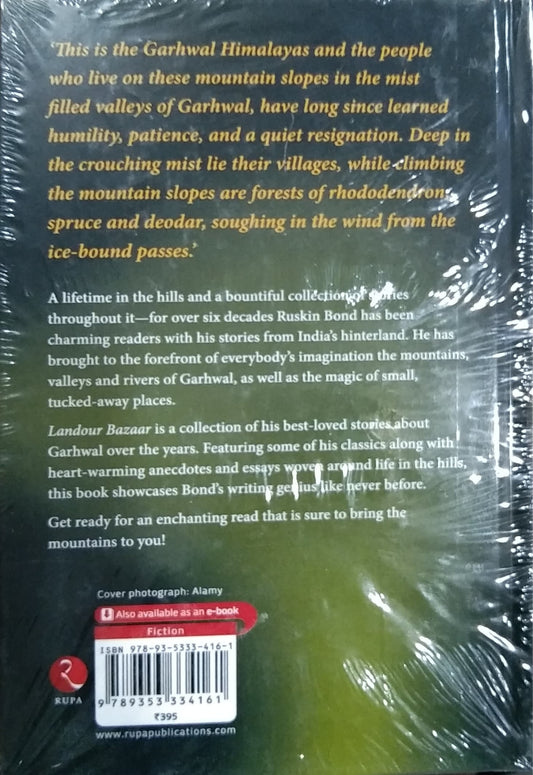 'This is the Garhwal Himalayas and the people
who live on these mountain slopes in the mist
filled valleys of Garhwal, have long since learned
humility, patience, and a quiet resignation. Deep in
the crouching mist lie their villages, while climbing
the mountain slopes are forests of rhododendron,
spruce and deodar, soughing in the wind from the
ice-bound passes.'
A lifetime in the hills and a bountiful collection of stories
throughout it—for over six decades Ruskin Bond has been
charming readers with his stories from India's hinterland. He has
brought to the forefront of everybody's imagination the mountains,
valleys and rivers of Garhwal, as well as the magic of small,
tucked-away places.
Landour Bazaar is a collection of his best-loved stories about
Garhwal over the years. Featuring some of his classics along with
heart-warming anecdotes and essays woven around life in the hills,
this book showcases Bond's writing genius like never before.
Get ready for an enchanting read that is sure to bring the
mountains to you!
Cover photograph: Alamy
Also available as an e-book
Fiction
ISBN 978-93-5333-416-1
9 789353 334161
₹395
RUPA
www.rupapublications.com